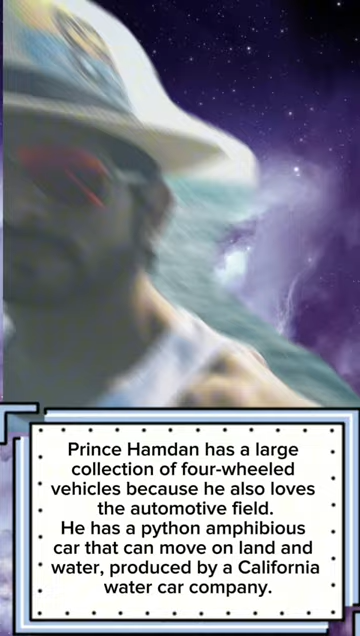 Prince Hamdan has a large
collection of four-wheeled
vehicles because he also loves
the automotive field.
He has a python amphibious
car that can move on land and
water, produced by a California
water car company.